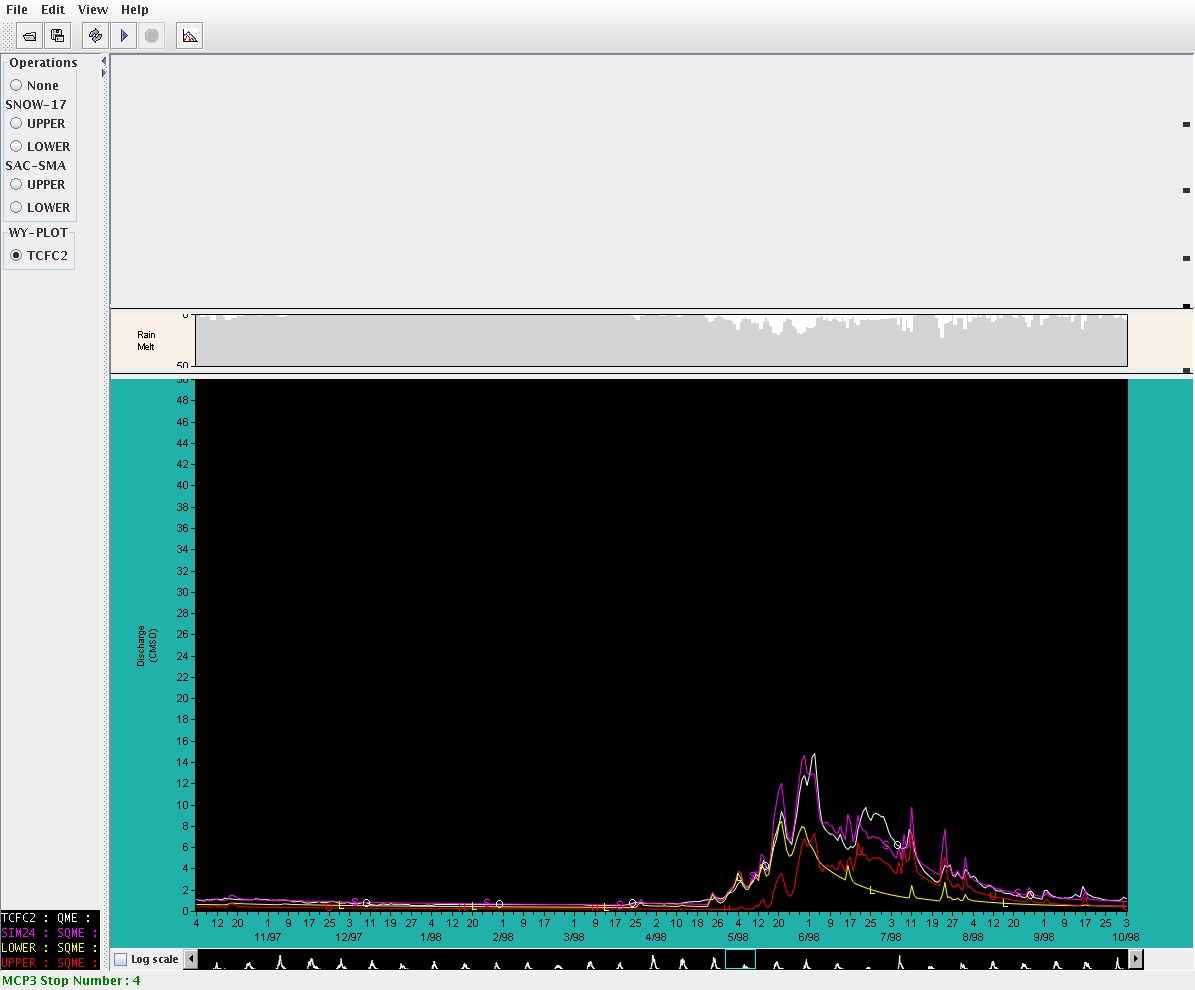 File Edit View Help
Operations
None
SNOW-17
UPPER
LOWER
SAC-SMA
UPPER
LOWER
WY-PLOT
TCFC2
0
Rain
Melt
50
50
48
46
44
42
40
38
36
34
32
30
28
26
24
22
20
18
16
14
12
10
8
6
4
2
0
Discharge
(CMSD)
4 12 20 1 9 17 25 3 11 19 27 4 12 20 1 9 17 1 9 17 25 2 10 18 26 4 12 20 1 9 17 25 3 11 19 27 4 12 20 1 9 17 25 3
11/97 12/97 1/98 2/98 3/98 4/98 5/98 6/98 7/98 8/98 9/98 10/98
TCFC2 : QME :
SIM24 : SQME :
LOWER : SQME :
UPPER : SQME :
Log scale
MCP3 Stop Number : 4